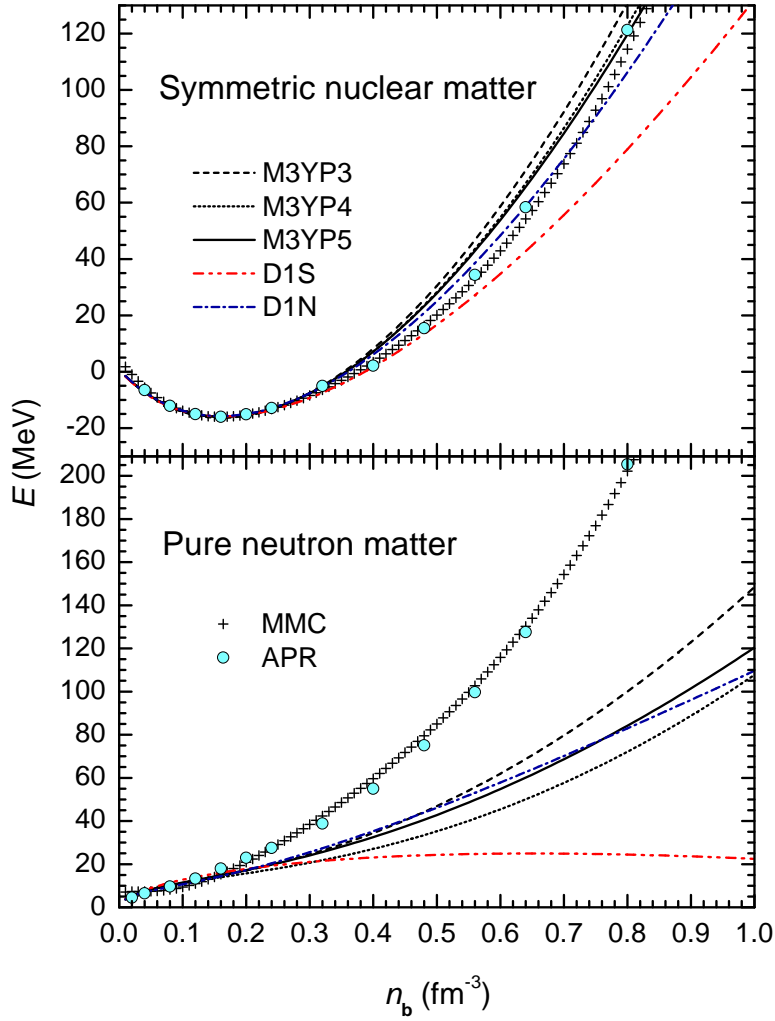 120
Symmetric nuclear matter
100
80
M3YP3
60
M3YP4
40
M3YP5
D1S
20
D1N
0
-20
E (MeV)
200
180
Pure neutron matter
160
140
MMC
120
APR
100
80
60
40
20
0
0.0 0.1 0.2 0.3 0.4 0.5 0.6 0.7 0.8 0.9 1.0
n_b (fm^-3)